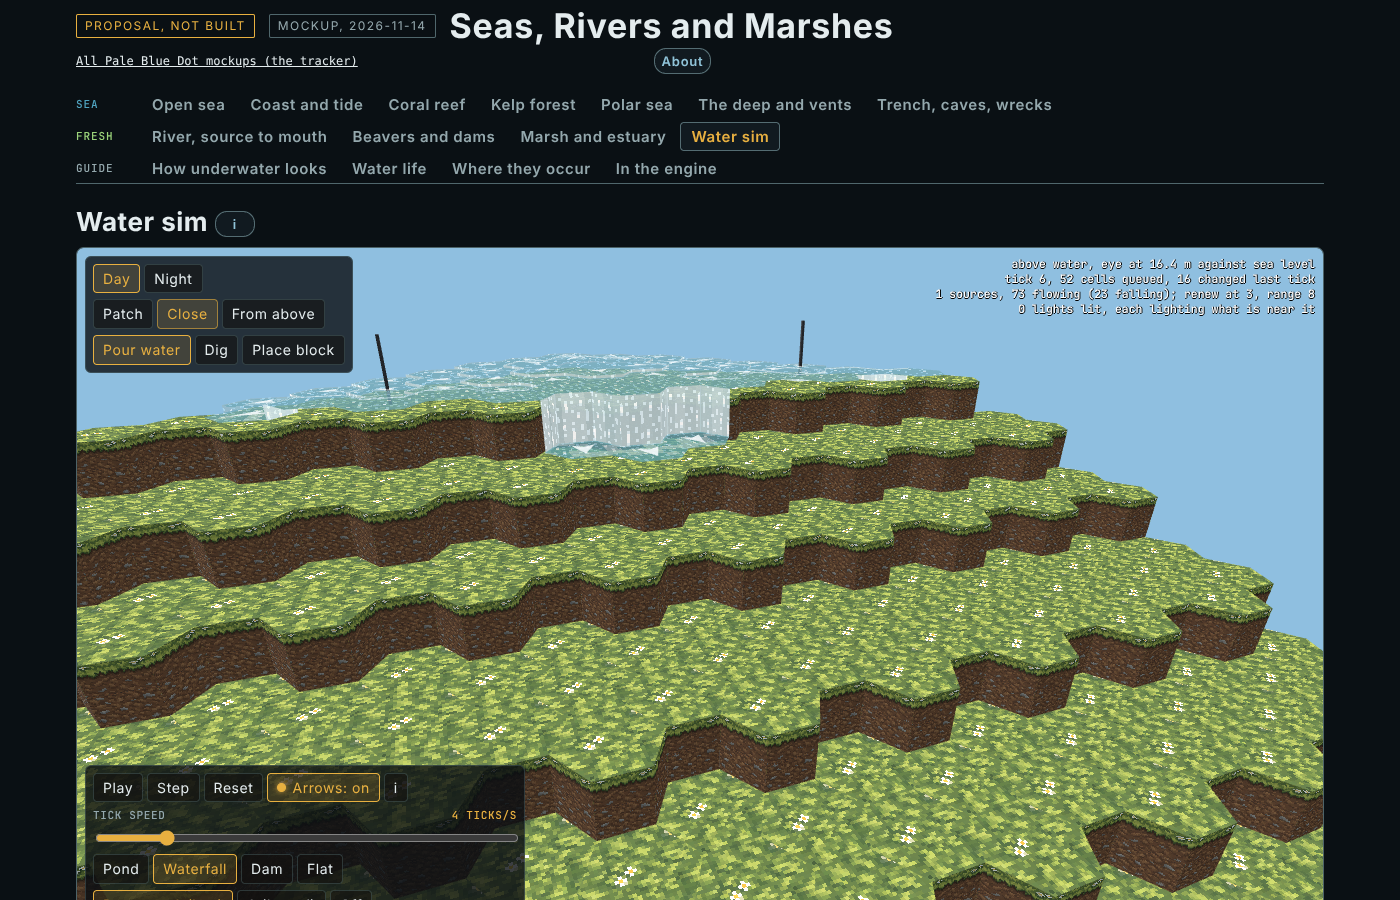 PROPOSAL, NOT BUILT
MOCKUP, 2026-11-14
Seas, Rivers and Marshes
All Pale Blue Dot mockups (the tracker)
About
SEA
Open sea
Coast and tide
Coral reef
Kelp forest
Polar sea
The deep and vents
Trench, caves, wrecks
FRESH
River, source to mouth
Beavers and dams
Marsh and estuary
Water sim
GUIDE
How underwater looks
Water life
Where they occur
In the engine
Water sim
i
Day
Night
Patch
Close
From above
Pour water
Dig
Place block
above water, eye at 16.4 m against sea level
tick 6, 52 cells queued, 16 changed last tick
1 sources, 73 flowing (23 falling); renew at 3, range 8
0 lights lit, each lighting what is near it
Play
Step
Reset
Arrows: on
i
TICK SPEED
4 TICKS/S
Pond
Waterfall
Dam
Flat